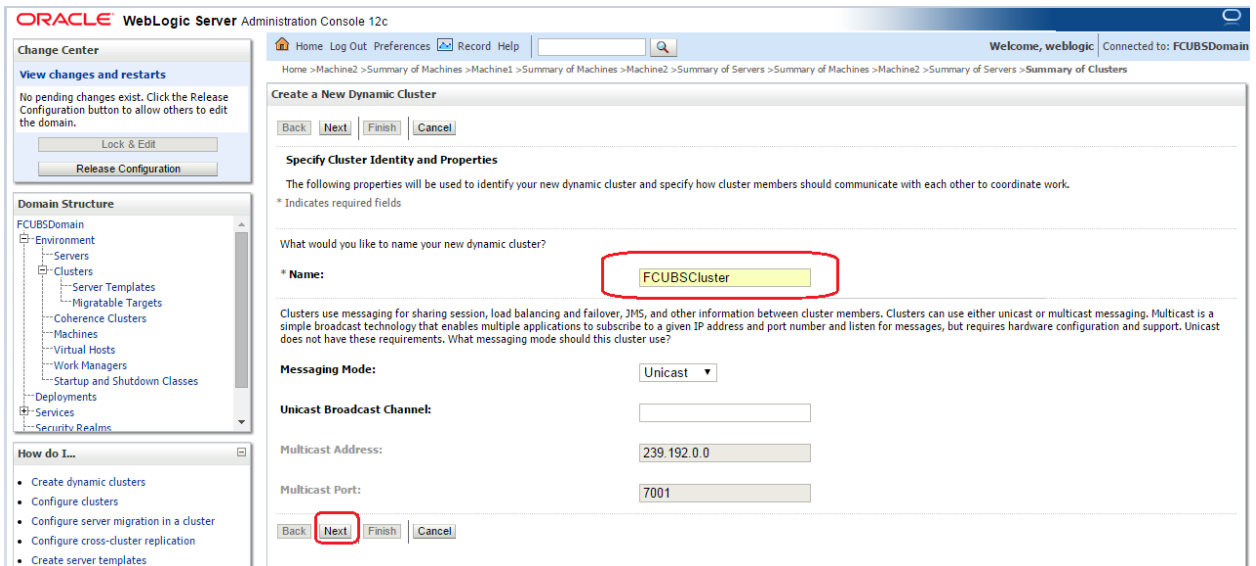 ORACLE WebLogic Server Administration Console 12c
Change Center
View changes and restarts
No pending changes exist. Click the Release
Configuration button to allow others to edit
the domain.
Lock & Edit
Release Configuration
Domain Structure
FCUBSDomain
Environment
Servers
Clusters
Server Templates
Migratable Targets
Coherence Clusters
Machines
Virtual Hosts
Work Managers
Startup and Shutdown Classes
Deployments
Services
Security Realms
How do I...
Create dynamic clusters
Configure clusters
Configure server migration in a cluster
Configure cross-cluster replication
Create server templates
Home Log Out Preferences Record Help
Welcome, weblogic Connected to: FCUBSDomain
Home >Machine2 >Summary of Machines >Machine1 >Summary of Machines >Machine2 >Summary of Servers >Summary of Machines >Machine2 >Summary of Servers >Summary of Clusters
Create a New Dynamic Cluster
Back Next Finish Cancel
Specify Cluster Identity and Properties
The following properties will be used to identify your new dynamic cluster and specify how cluster members should communicate with each other to coordinate work.
* Indicates required fields
What would you like to name your new dynamic cluster?
* Name: FCUBSCluster
Clusters use messaging for sharing session, load balancing and failover, JMS, and other information between cluster members. Clusters can use either unicast or multicast messaging. Multicast is a
simple broadcast technology that enables multiple applications to subscribe to a given IP address and port number and listen for messages, but requires hardware configuration and support. Unicast
does not have these requirements. What messaging mode should this cluster use?
Messaging Mode: Unicast
Unicast Broadcast Channel:
Multicast Address: 239.192.0.0
Multicast Port: 7001
Back Next Finish Cancel